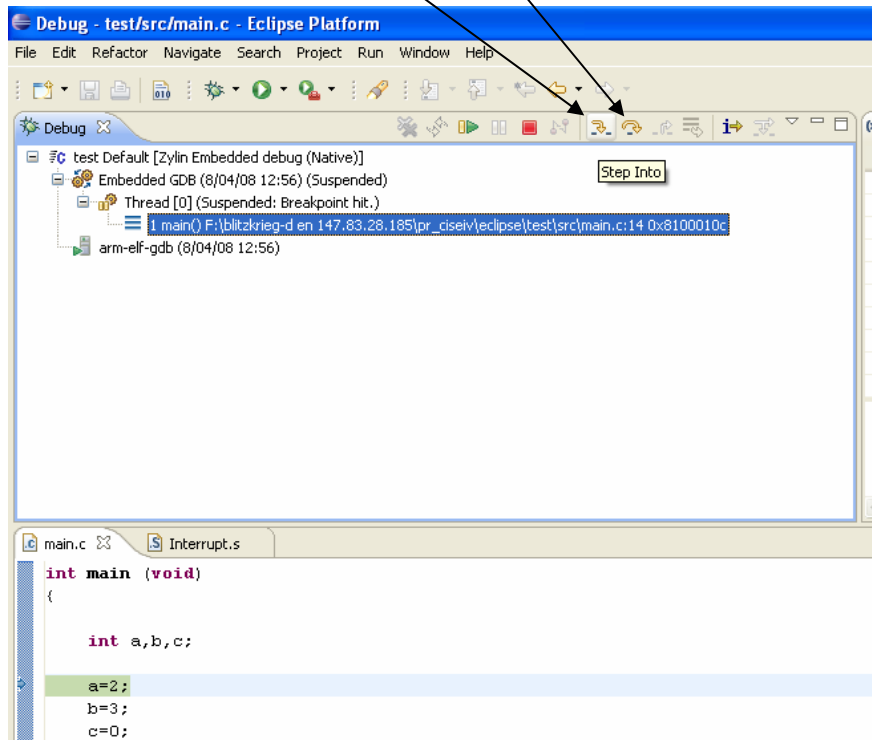 Debug - test/src/main.c - Eclipse Platform
File Edit Refactor Navigate Search Project Run Window Help
010
Debug
i
test Default [Zylin Embedded debug (Native)]
Step Into
Embedded GDB (8/04/08 12:56) (Suspended)
Thread [0] (Suspended: Breakpoint hit.)
1 main() F:\blitzkrieg-d en 147.83.28.185\pr_ciseiv\eclipse\test\src\main.c:14 0x8100010c
arm-elf-gdb (8/04/08 12:56)
main.c Interrupt.s
int main (void)
{
int a,b,c;
a=2;
b=3;
c=0;